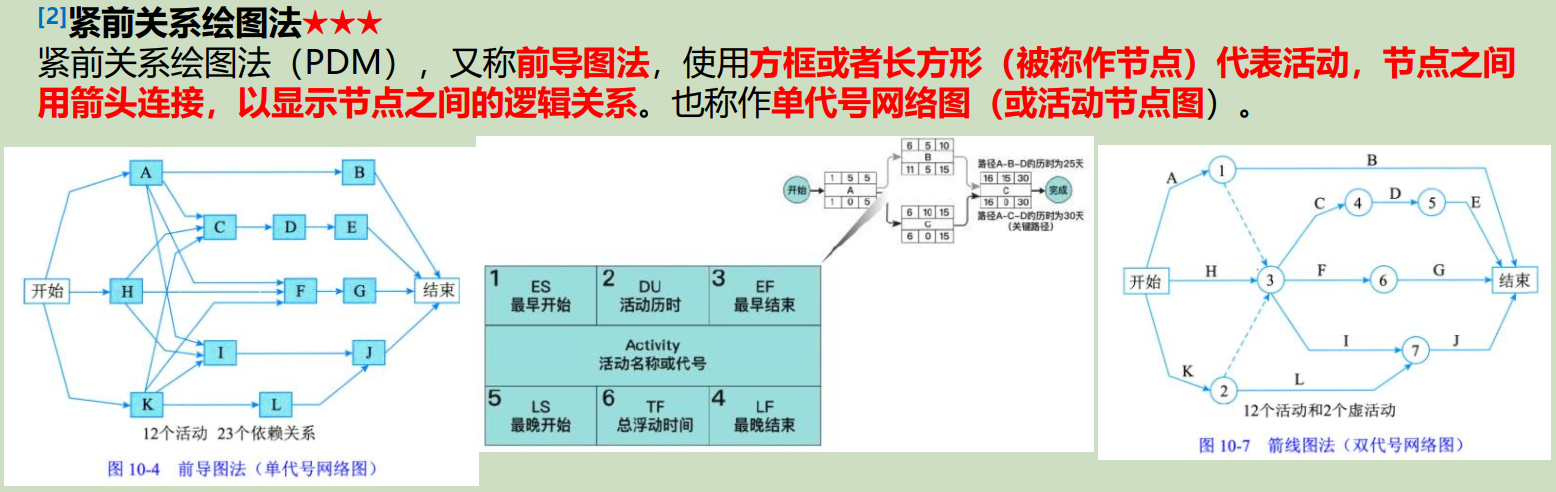 [2]紧前关系绘图法★★★
紧前关系绘图法（PDM），又称前导图法，使用方框或者长方形（被称作节点）代表活动，节点之间
用箭头连接，以显示节点之间的逻辑关系。也称作单代号网络图（或活动节点图）。
A
B
C
D
E
开始
H
F
G
结束
I
J
K
L
12个活动 23个依赖关系
图 10-4 前导图法（单代号网络图）
开始
1 5 5
A
1 0 5
6 5 10
B
11 5 15
6 10 15
C
6 0 15
路径A-B-D的历时为25天
16 15 30
C
16 0 30
完成
路径A-C-D的历时为30天
（关键路径）
1 ES
最早开始
2 DU
活动历时
3 EF
最早结束
Activity
活动名称或代号
5 LS
最晚开始
6 TF
总浮动时间
4 LF
最晚结束
A
1
B
C
4
D
5
E
开始
H
3
F
6
G
结束
I
7
J
K
2
L
12个活动和2个虚活动
图 10-7 箭线图法（双代号网络图）